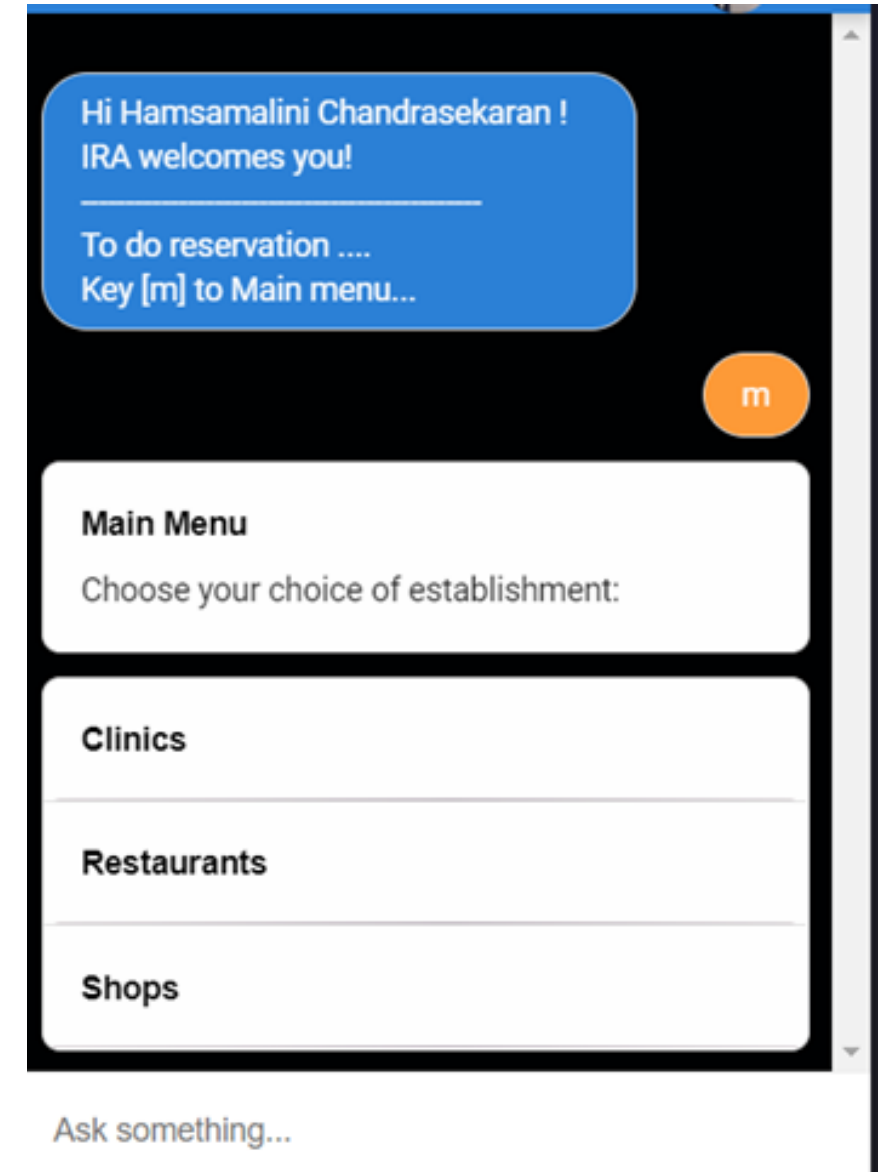 Hi Hamsamalini Chandrasekaran !
IRA welcomes you!
----------------------------------------
To do reservation ....
Key [m] to Main menu...
m
Main Menu
Choose your choice of establishment:
Clinics
Restaurants
Shops
Ask something...